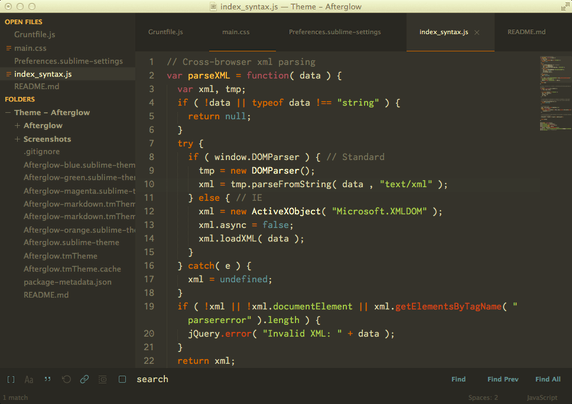 index_syntax.js — Theme - Afterglow
OPEN FILES
Gruntfile.js
main.css
Preferences.sublime-settings
index_syntax.js
README.md
FOLDERS
Theme - Afterglow
Afterglow
Screenshots
.gitignore
Afterglow-blue.sublime-them
Afterglow-green.sublime-them
Afterglow-magenta.sublime-th
Afterglow-markdown.tmThem
Afterglow-markdown.tmThem
Afterglow-orange.sublime-the
Afterglow.sublime-theme
Afterglow.tmTheme
Afterglow.tmTheme.cache
package-metadata.json
README.md
Gruntfile.js main.css Preferences.sublime-settings index_syntax.js × README.md
1 // Cross-browser xml parsing
2 var parseXML = function( data ) {
3 var xml, tmp;
4 if ( !data || typeof data !== "string" ) {
5 return null;
6 }
7 try {
8 if ( window.DOMParser ) { // Standard
9 tmp = new DOMParser();
10 xml = tmp.parseFromString( data , "text/xml" );
11 } else { // IE
12 xml = new ActiveXObject( "Microsoft.XMLDOM" );
13 xml.async = false;
14 xml.loadXML( data );
15 }
16 } catch( e ) {
17 xml = undefined;
18 }
19 if ( !xml || !xml.documentElement || xml.getElementsByTagName( "
parsererror" ).length ) {
20 jQuery.error( "Invalid XML: " + data );
21 }
22 return xml;
[ ] Aa " search Find Find Prev Find All
1 match Spaces: 2 JavaScript